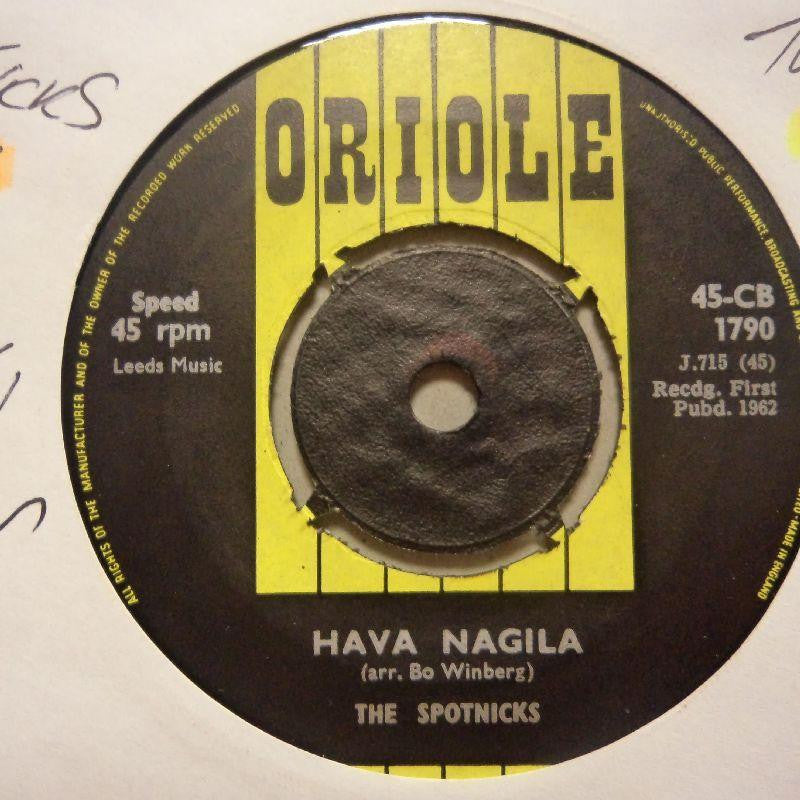 ORIOLE
ALL RIGHTS OF THE MANUFACTURER AND OF THE OWNER OF THE RECORDED WORK RESERVED
UNAUTHORISED PUBLIC PERFORMANCE BROADCASTING AND
MADE IN ENGLAND
Speed
45 rpm
Leeds Music
45-CB
1790
J.715 (45)
Recdg. First
Pubd. 1962
HAVA NAGILA
(arr. Bo Winberg)
THE SPOTNICKS